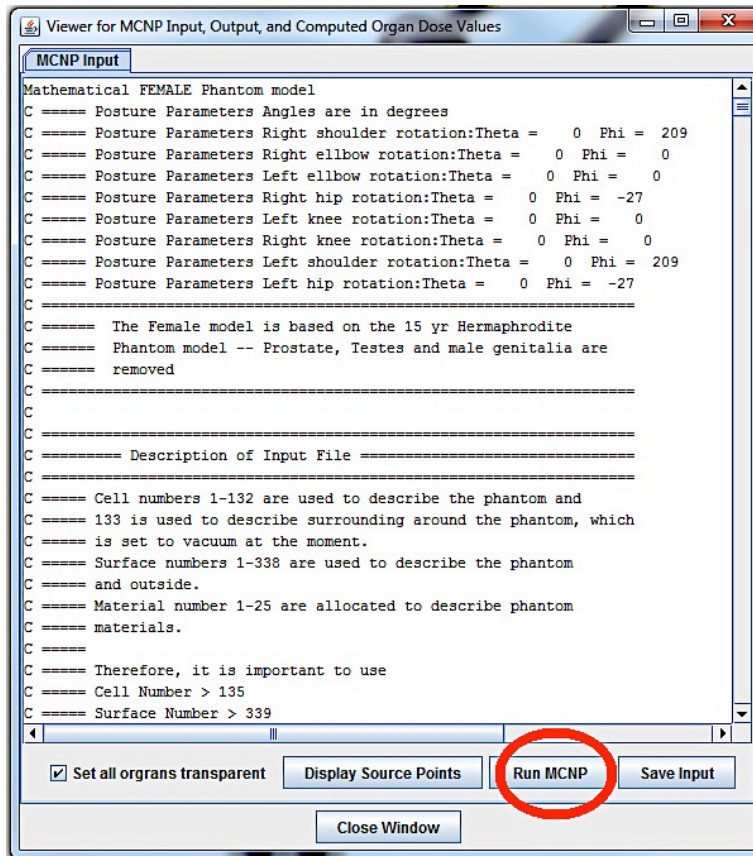 Viewer for MCNP Input, Output, and Computed Organ Dose Values
MCNP Input
Mathematical FEMALE Phantom model
C ===== Posture Parameters Angles are in degrees
C ===== Posture Parameters Right shoulder rotation:Theta =    0  Phi =  209
C ===== Posture Parameters Right ellbow rotation:Theta =    0  Phi =    0
C ===== Posture Parameters Left ellbow rotation:Theta =    0  Phi =    0
C ===== Posture Parameters Right hip rotation:Theta =    0  Phi =  -27
C ===== Posture Parameters Left knee rotation:Theta =    0  Phi =    0
C ===== Posture Parameters Right knee rotation:Theta =    0  Phi =    0
C ===== Posture Parameters Left shoulder rotation:Theta =    0  Phi =  209
C ===== Posture Parameters Left hip rotation:Theta =    0  Phi =  -27
C ===============================================================
C ======  The Female model is based on the 15 yr Hermaphrodite
C ======  Phantom model -- Prostate, Testes and male genitalia are
C ======  removed
C ===============================================================
C
C ===============================================================
C ========= Description of Input File =============================
C ===============================================================
C ===== Cell numbers 1-132 are used to describe the phantom and
C ===== 133 is used to describe surrounding around the phantom, which
C ===== is set to vacuum at the moment.
C ===== Surface numbers 1-338 are used to describe the phantom
C ===== and outside.
C ===== Material number 1-25 are allocated to describe phantom
C ===== materials.
C =====
C ===== Therefore, it is important to use
C ===== Cell Number > 135
C ===== Surface Number > 339
Set all orgrans transparent
Display Source Points
Run MCNP
Save Input
Close Window